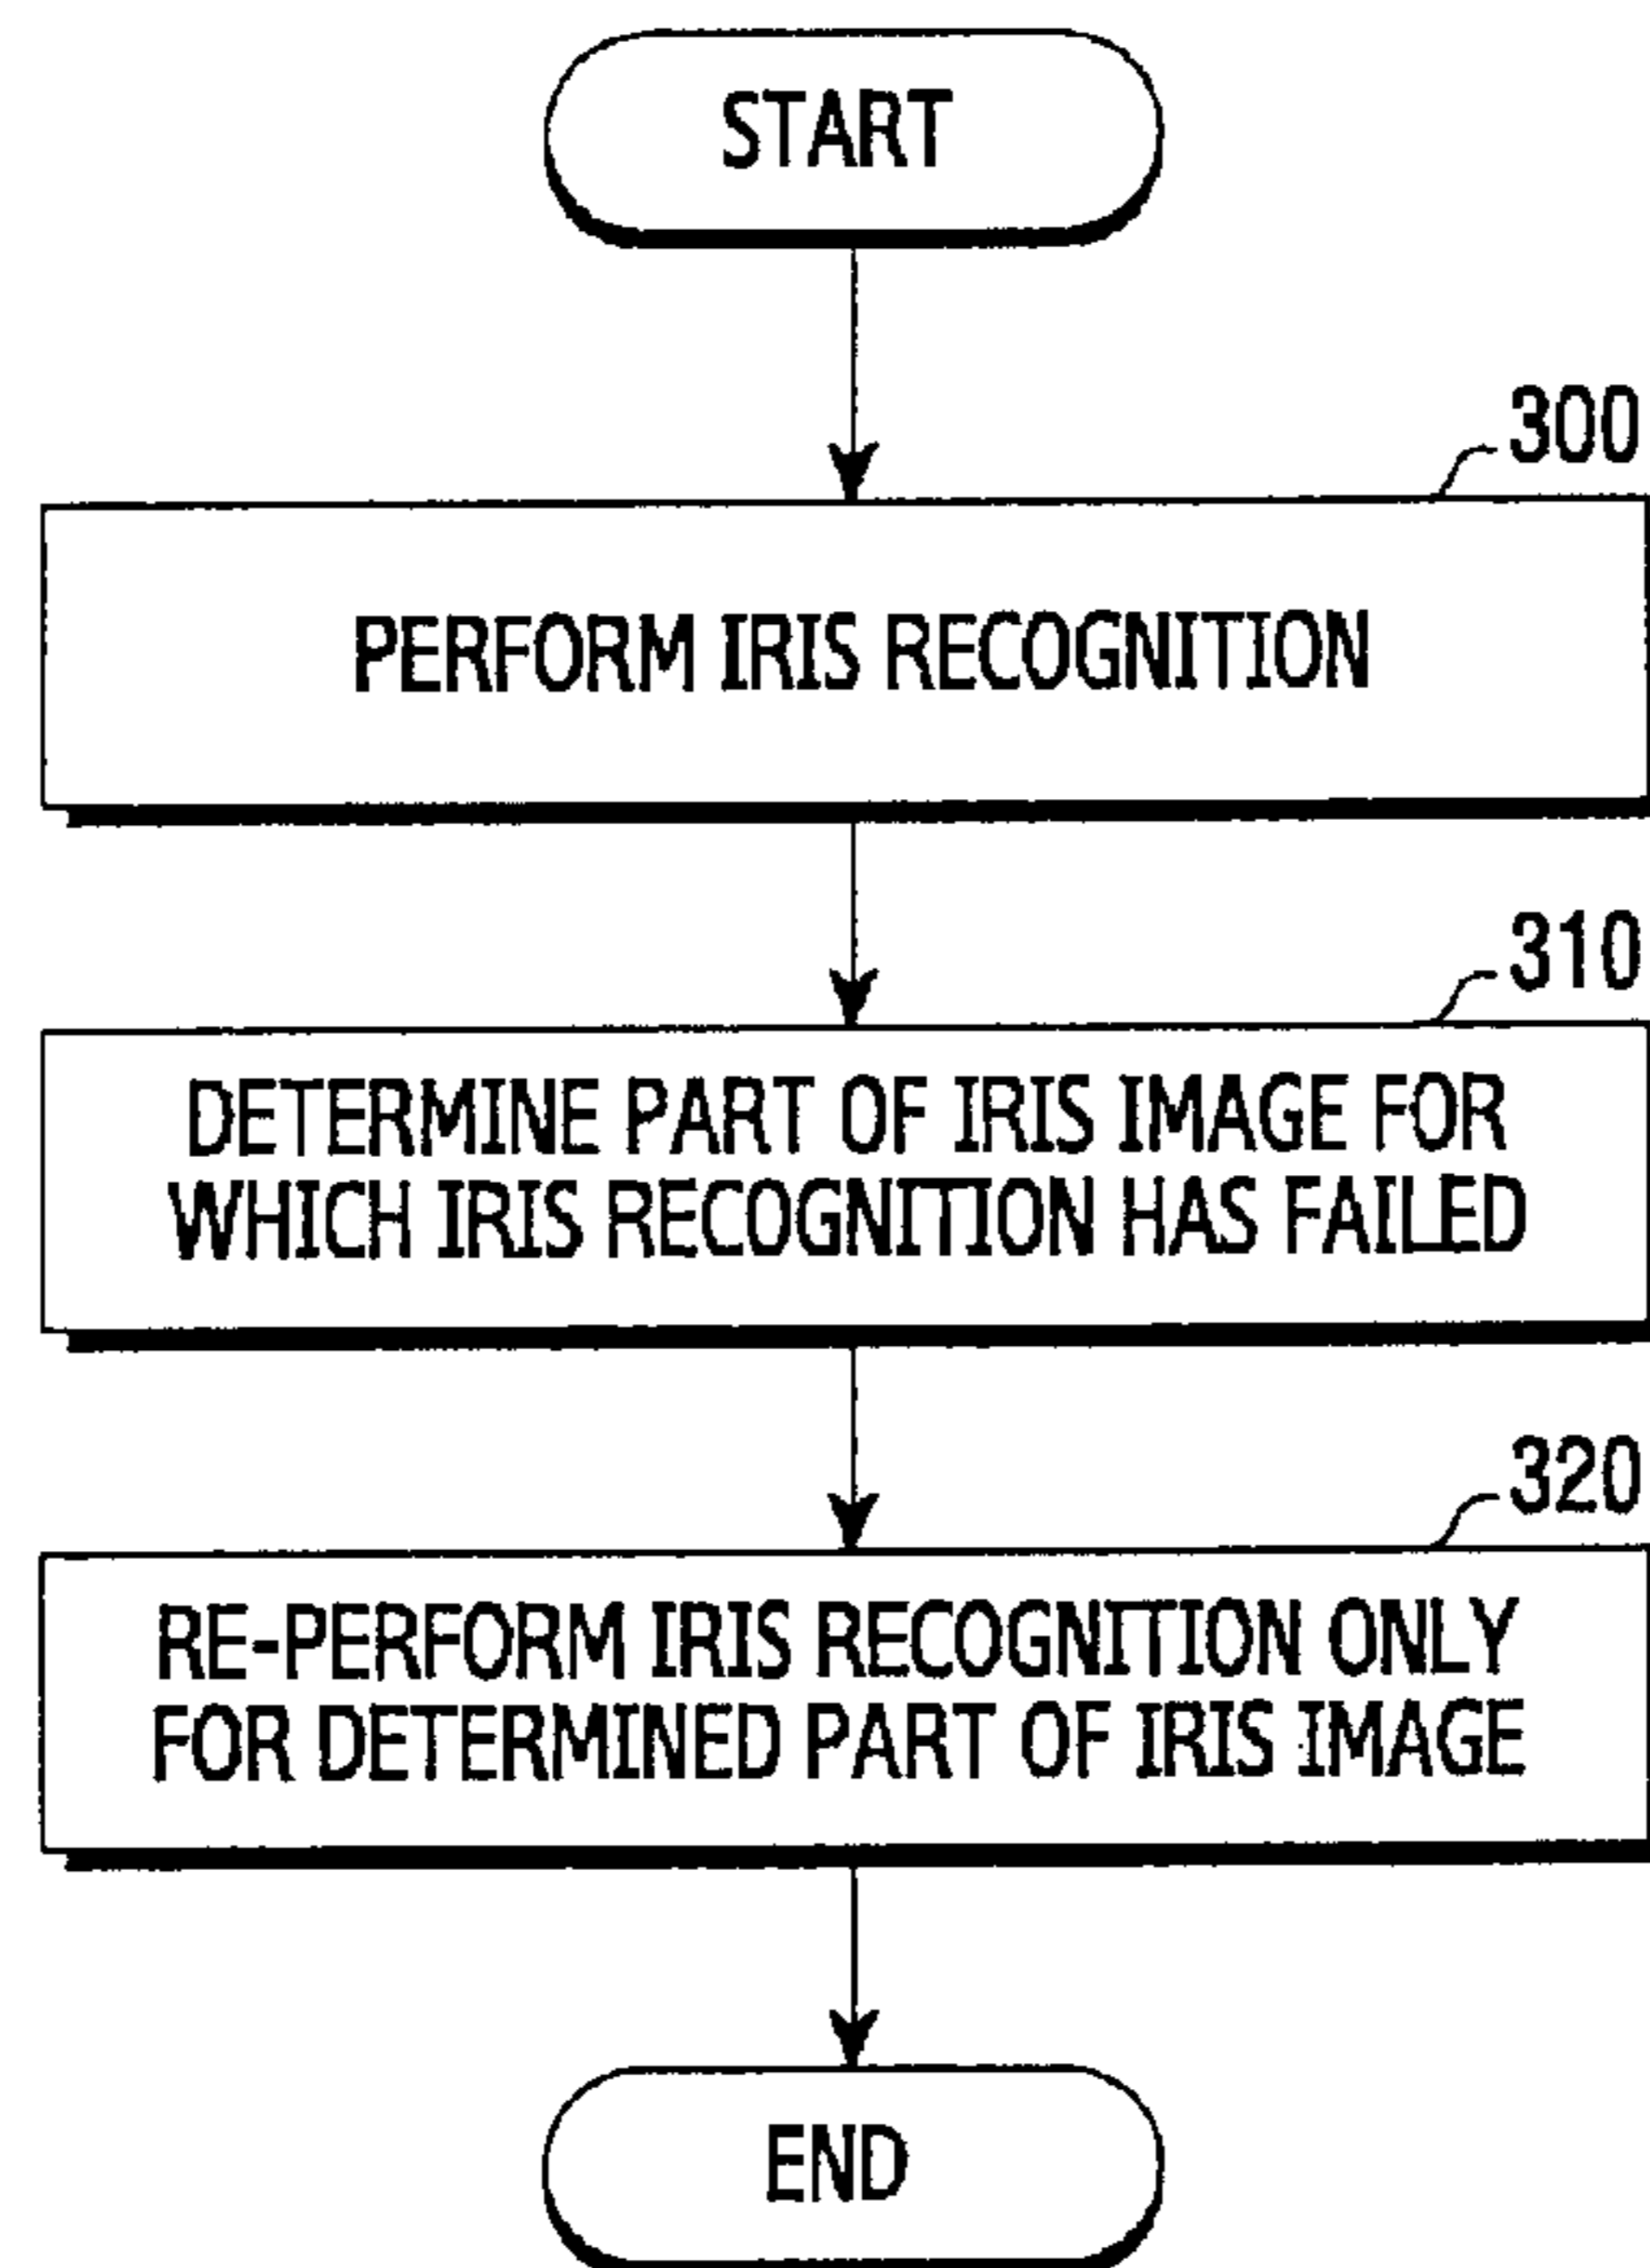 START
300
PERFORM IRIS RECOGNITION
310
DETERMINE PART OF IRIS IMAGE FOR
WHICH IRIS RECOGNITION HAS FAILED
320
RE-PERFORM IRIS RECOGNITION ONLY
FOR DETERMINED PART OF IRIS IMAGE
END